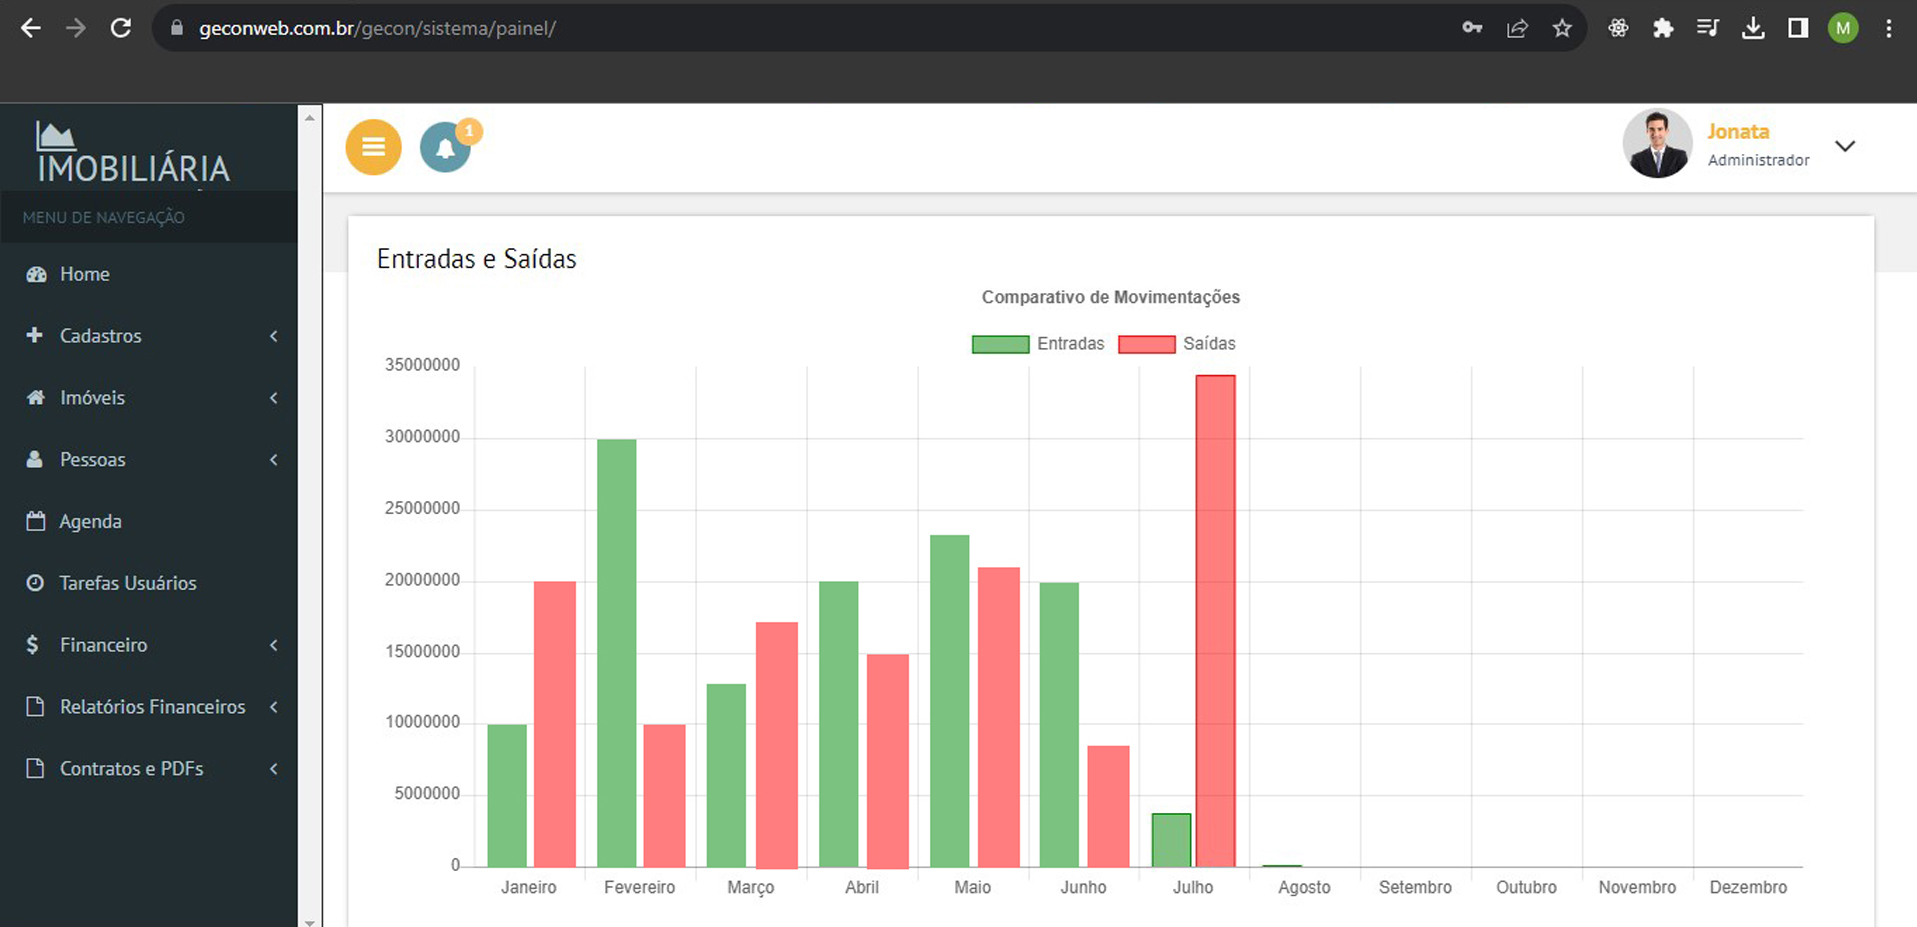 geconweb.com.br/gecon/sistema/painel/
M
IMOBILIÁRIA
1
Jonata
Administrador
MENU DE NAVEGAÇÃO
Home
Cadastros
Imóveis
Pessoas
Agenda
Tarefas Usuários
Financeiro
Relatórios Financeiros
Contratos e PDFs
Entradas e Saídas
Comparativo de Movimentações
Entradas Saídas
35000000
30000000
25000000
20000000
15000000
10000000
5000000
0
Janeiro Fevereiro Março Abril Maio Junho Julho Agosto Setembro Outubro Novembro Dezembro